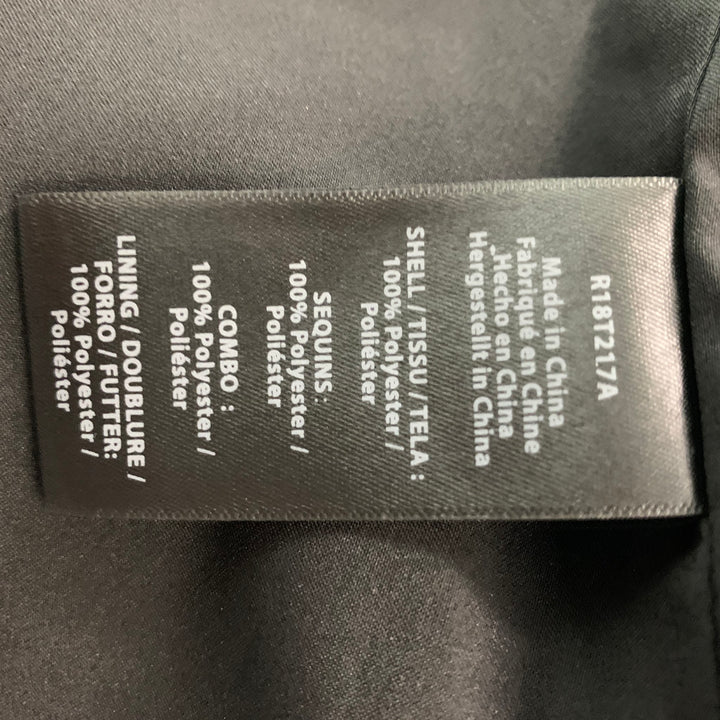 R18T217A
Made in China
Fabriqué en Chine
Hecho en China
Hergestellt in China
SHELL / TISSU / TELA :
100% Polyester /
Poliéster
SEQUINS :
100% Polyester /
Poliéster
COMBO :
100% Polyester /
Poliéster
LINING / DOUBLURE /
FORRO / FUTTER:
100% Polyester /
Poliéster